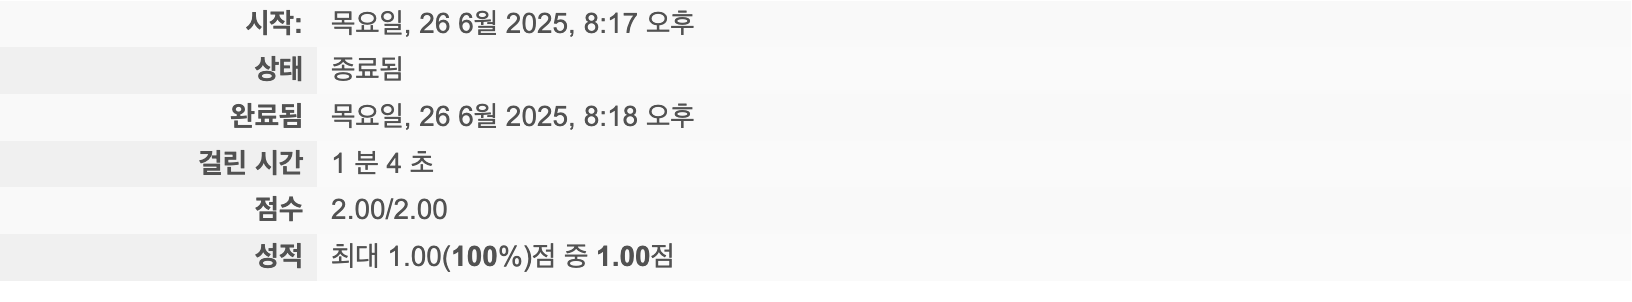 시작: 목요일, 26 6월 2025, 8:17 오후
상태 종료됨
완료됨 목요일, 26 6월 2025, 8:18 오후
걸린 시간 1 분 4 초
점수 2.00/2.00
성적 최대 1.00(100%)점 중 1.00점